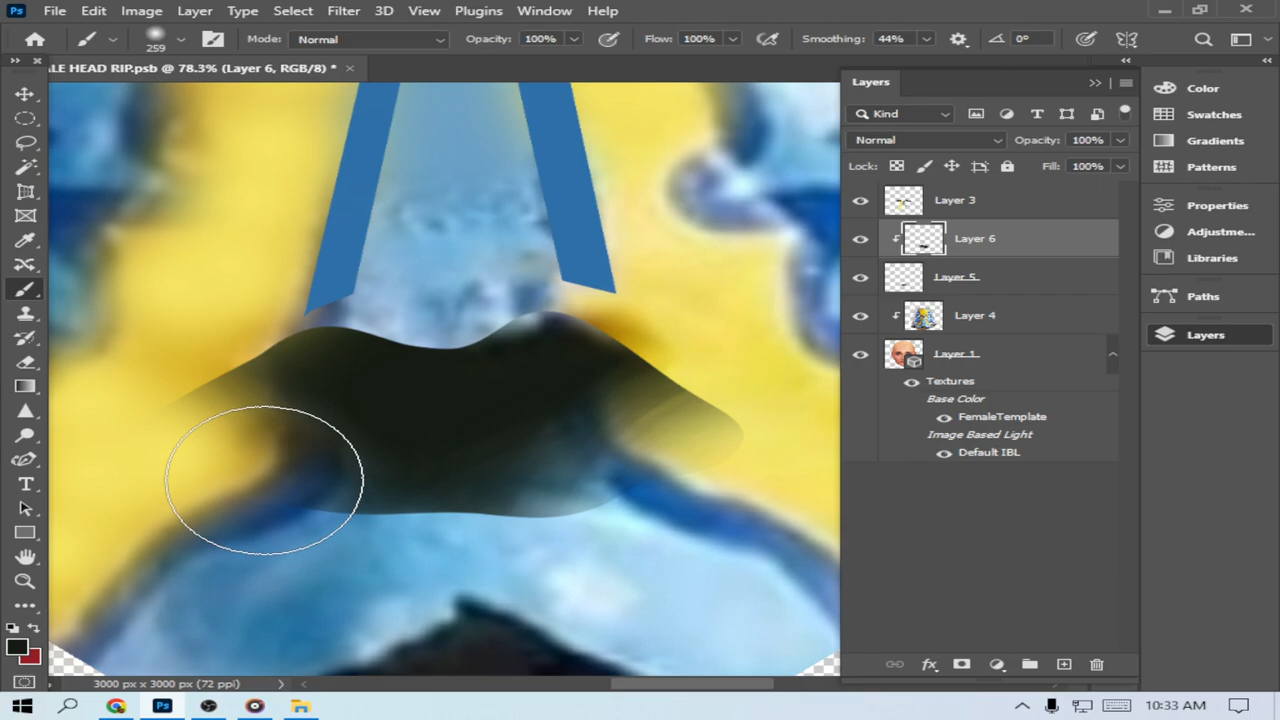 Ps File Edit Image Layer Type Select Filter 3D View Plugins Window Help
259 Mode: Normal Opacity: 100% Flow: 100% Smoothing: 44% 0°
LE HEAD RIP.psb @ 78.3% (Layer 6, RGB/8) * ×
Layers
Kind
Normal Opacity: 100%
Lock: Fill: 100%
Layer 3
Layer 6
Layer 5
Layer 4
Layer 1
Textures
Base Color
FemaleTemplate
Image Based Light
Default IBL
fx
Color
Swatches
Gradients
Patterns
Properties
Adjustme...
Libraries
Paths
Layers
3000 px x 3000 px (72 ppi)
Ps 10:33 AM